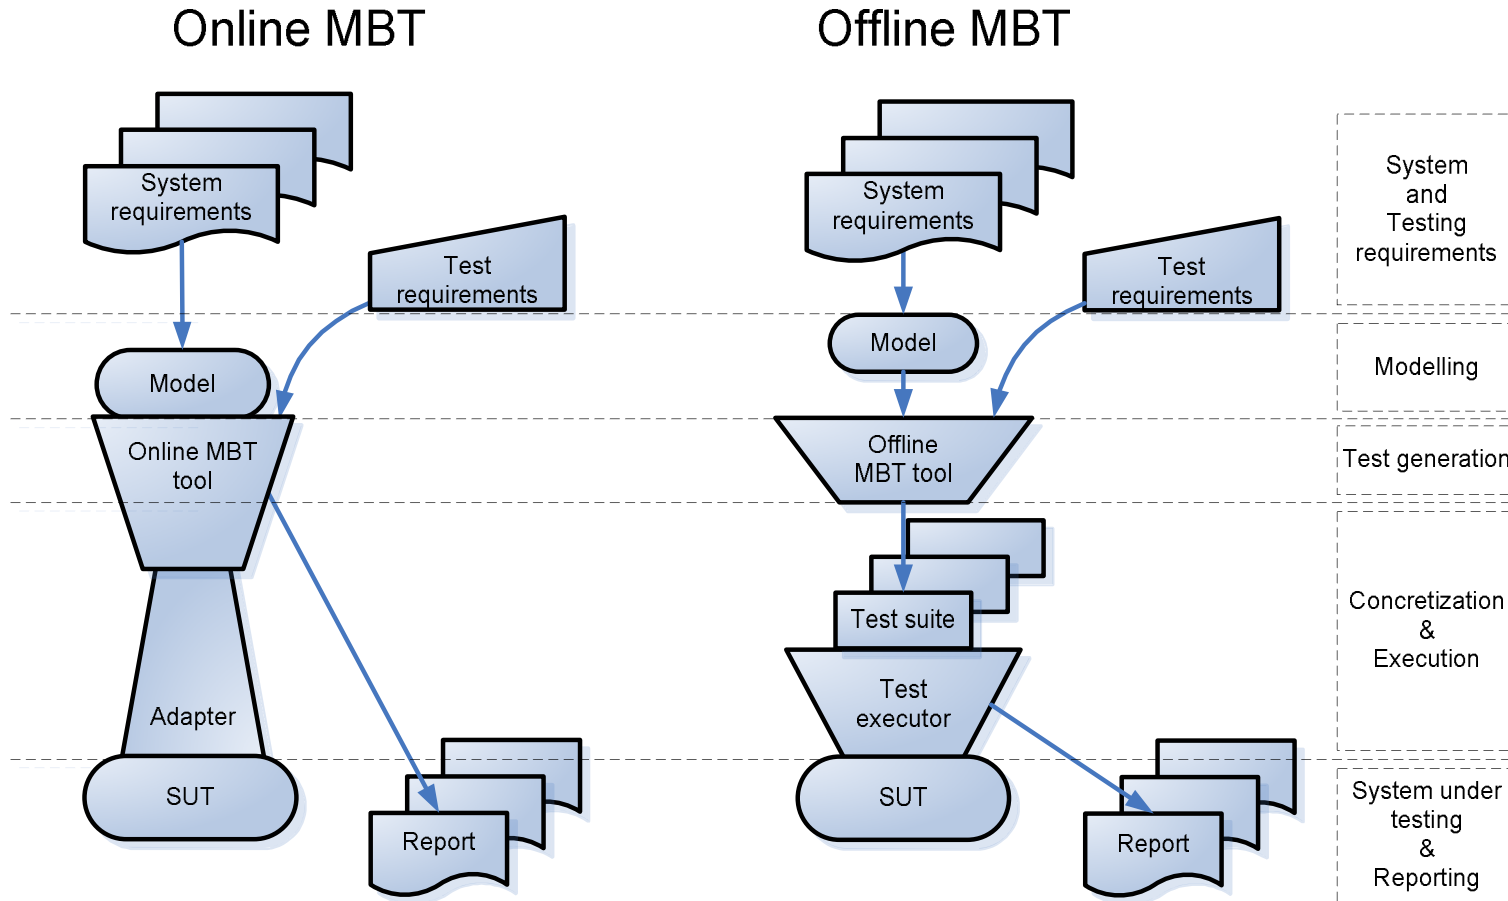 Online MBT
System
requirements
Test
requirements
Model
Online MBT
tool
Adapter
SUT
Report
Offline MBT
System
requirements
Test
requirements
Model
Offline
MBT tool
Test suite
Test
executor
SUT
Report
System
and
Testing
requirements
Modelling
Test generation
Concretization
&
Execution
System under
testing
&
Reporting